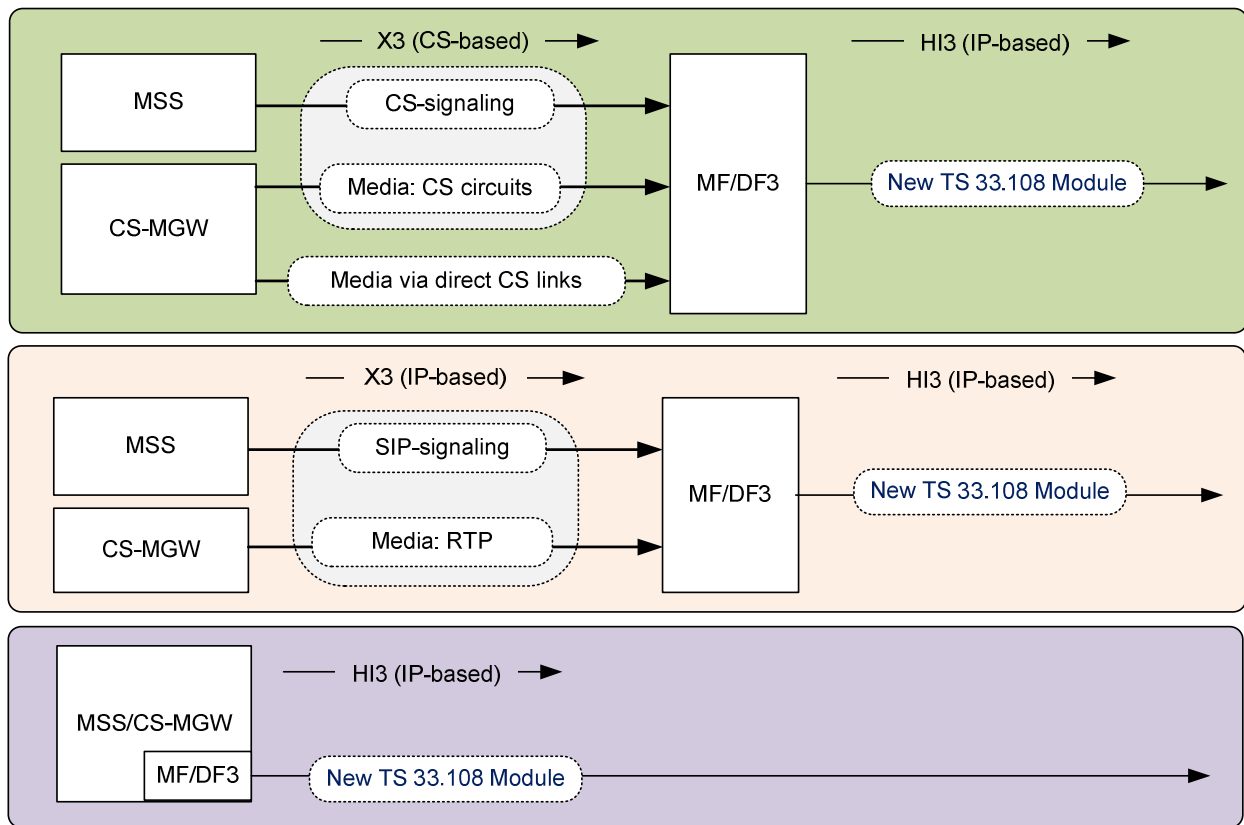 X3 (CS-based)
HI3 (IP-based)
MSS
CS-signaling
CS-MGW
Media: CS circuits
MF/DF3
New TS 33.108 Module
Media via direct CS links
X3 (IP-based)
HI3 (IP-based)
MSS
SIP-signaling
MF/DF3
New TS 33.108 Module
CS-MGW
Media: RTP
HI3 (IP-based)
MSS/CS-MGW
MF/DF3
New TS 33.108 Module